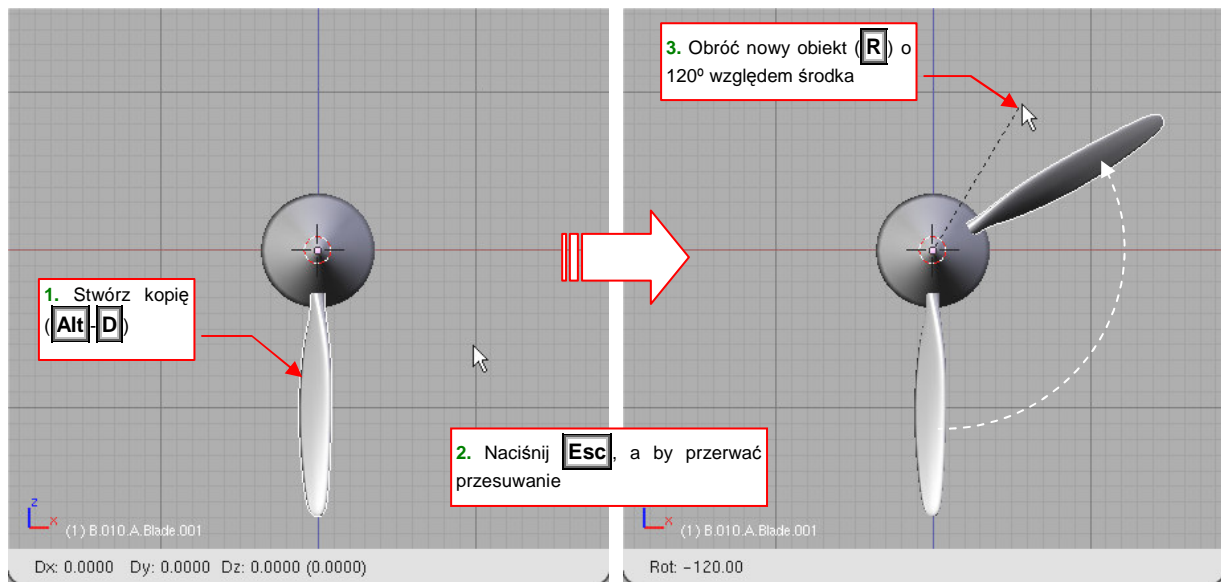 3. Obróć nowy obiekt (R) o
120º względem środka
1. Stwórz kopię
(Alt-D)
2. Naciśnij Esc, a by przerwać
przesuwanie
z
x
(1) B.010.A.Blade.001
Dx: 0.0000 Dy: 0.0000 Dz: 0.0000 (0.0000)
z
x
(1) B.010.A.Blade.001
Rot: -120.00